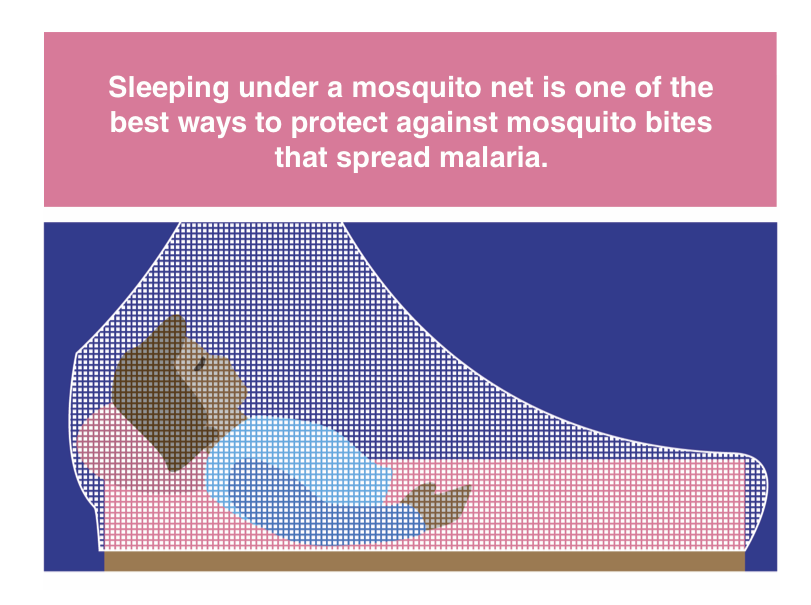 Sleeping under a mosquito net is one of the
best ways to protect against mosquito bites
that spread malaria.